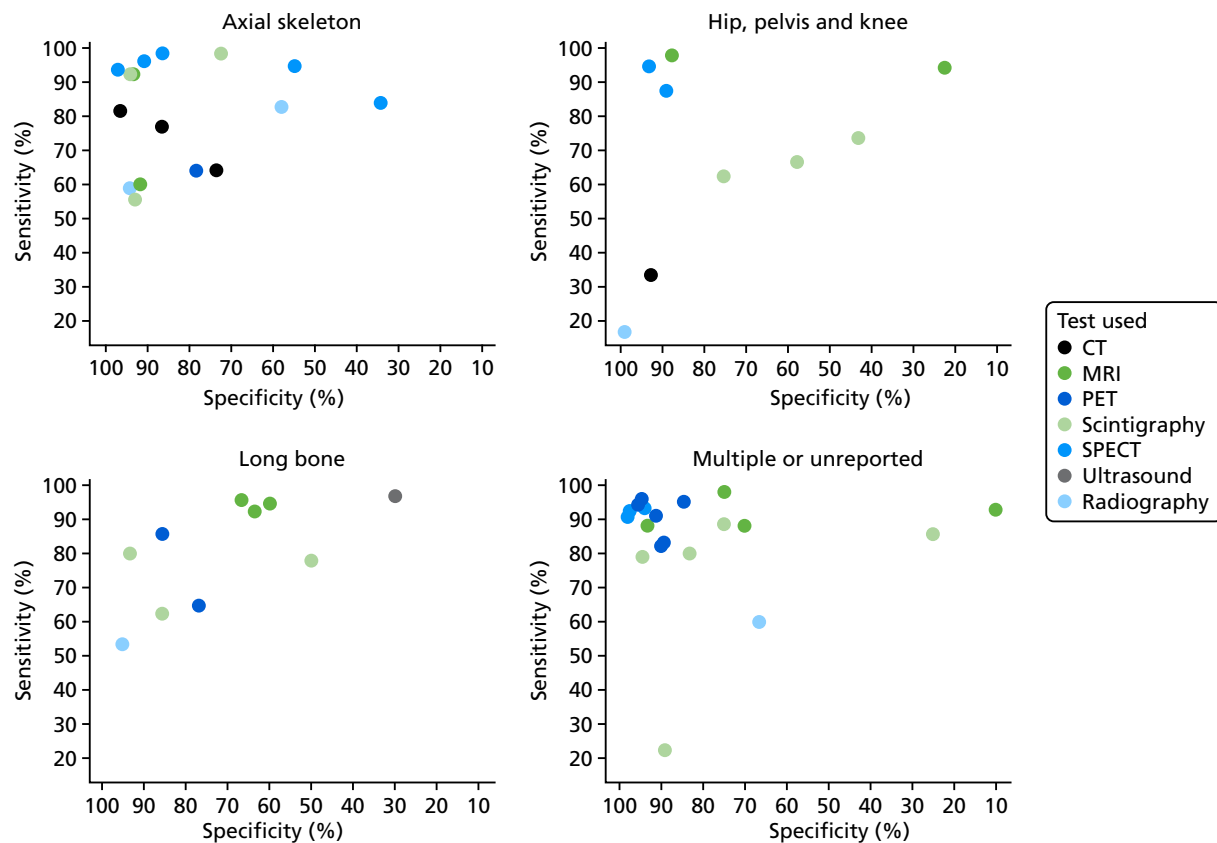 Axial skeleton
100
90
80
70
60
50
40
30
20
Sensitivity (%)
100 90 80 70 60 50 40 30 20 10
Specificity (%)
Hip, pelvis and knee
100
90
80
70
60
50
40
30
20
Sensitivity (%)
100 90 80 70 60 50 40 30 20 10
Specificity (%)
Test used
CT
MRI
PET
Scintigraphy
SPECT
Ultrasound
Radiography
Long bone
100
90
80
70
60
50
40
30
20
Sensitivity (%)
100 90 80 70 60 50 40 30 20 10
Specificity (%)
Multiple or unreported
100
90
80
70
60
50
40
30
20
Sensitivity (%)
100 90 80 70 60 50 40 30 20 10
Specificity (%)